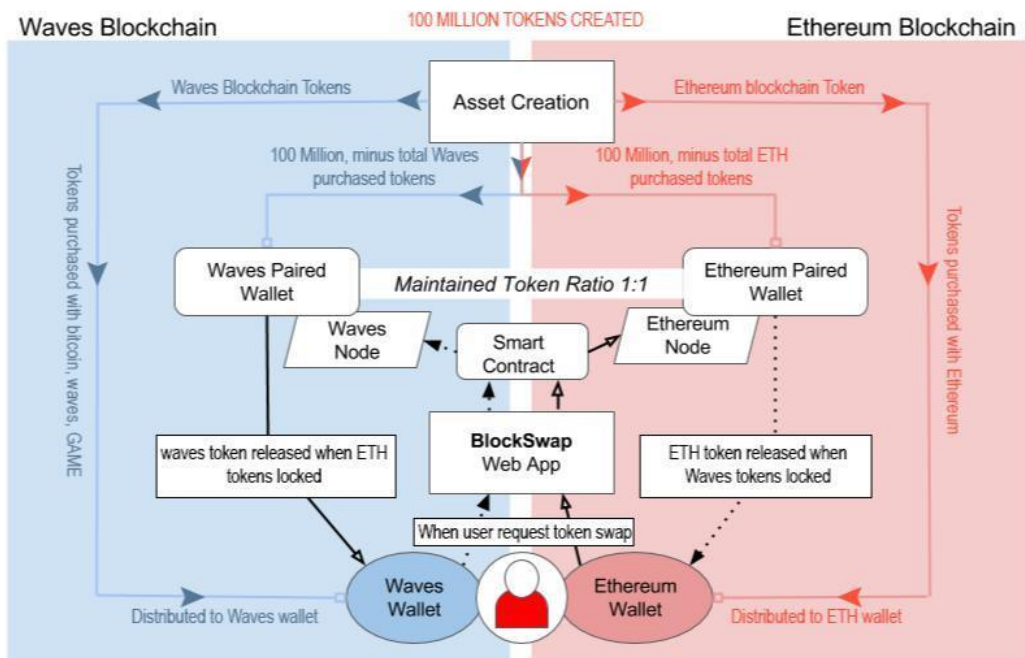 Waves Blockchain
100 MILLION TOKENS CREATED
Ethereum Blockchain
Waves Blockchain Tokens
Asset Creation
Ethereum blockchain Token
100 Million, minus total Waves
purchased tokens
100 Million, minus total ETH
purchased tokens
Tokens purchased with bitcoin, waves, GAME
Tokens purchased with Ethereum
Waves Paired
Wallet
Maintained Token Ratio 1:1
Ethereum Paired
Wallet
Waves
Node
Smart
Contract
Ethereum
Node
BlockSwap
Web App
waves token released when ETH
tokens locked
ETH token released when
Waves tokens locked
When user request token swap
Waves
Wallet
Ethereum
Wallet
Distributed to Waves wallet
Distributed to ETH wallet